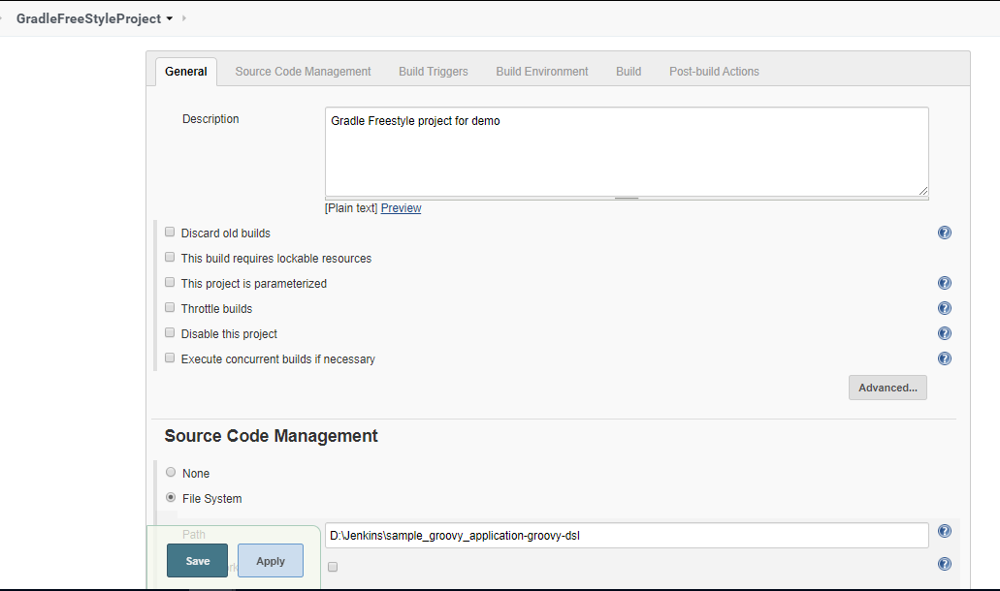 GradleFreeStyleProject
General Source Code Management Build Triggers Build Environment Build Post-build Actions
Description
Gradle Freestyle project for demo
[Plain text] Preview
Discard old builds
This build requires lockable resources
This project is parameterized
Throttle builds
Disable this project
Execute concurrent builds if necessary
Advanced...
Source Code Management
None
File System
Path
D:\Jenkins\sample_groovy_application-groovy-dsl
Save Apply